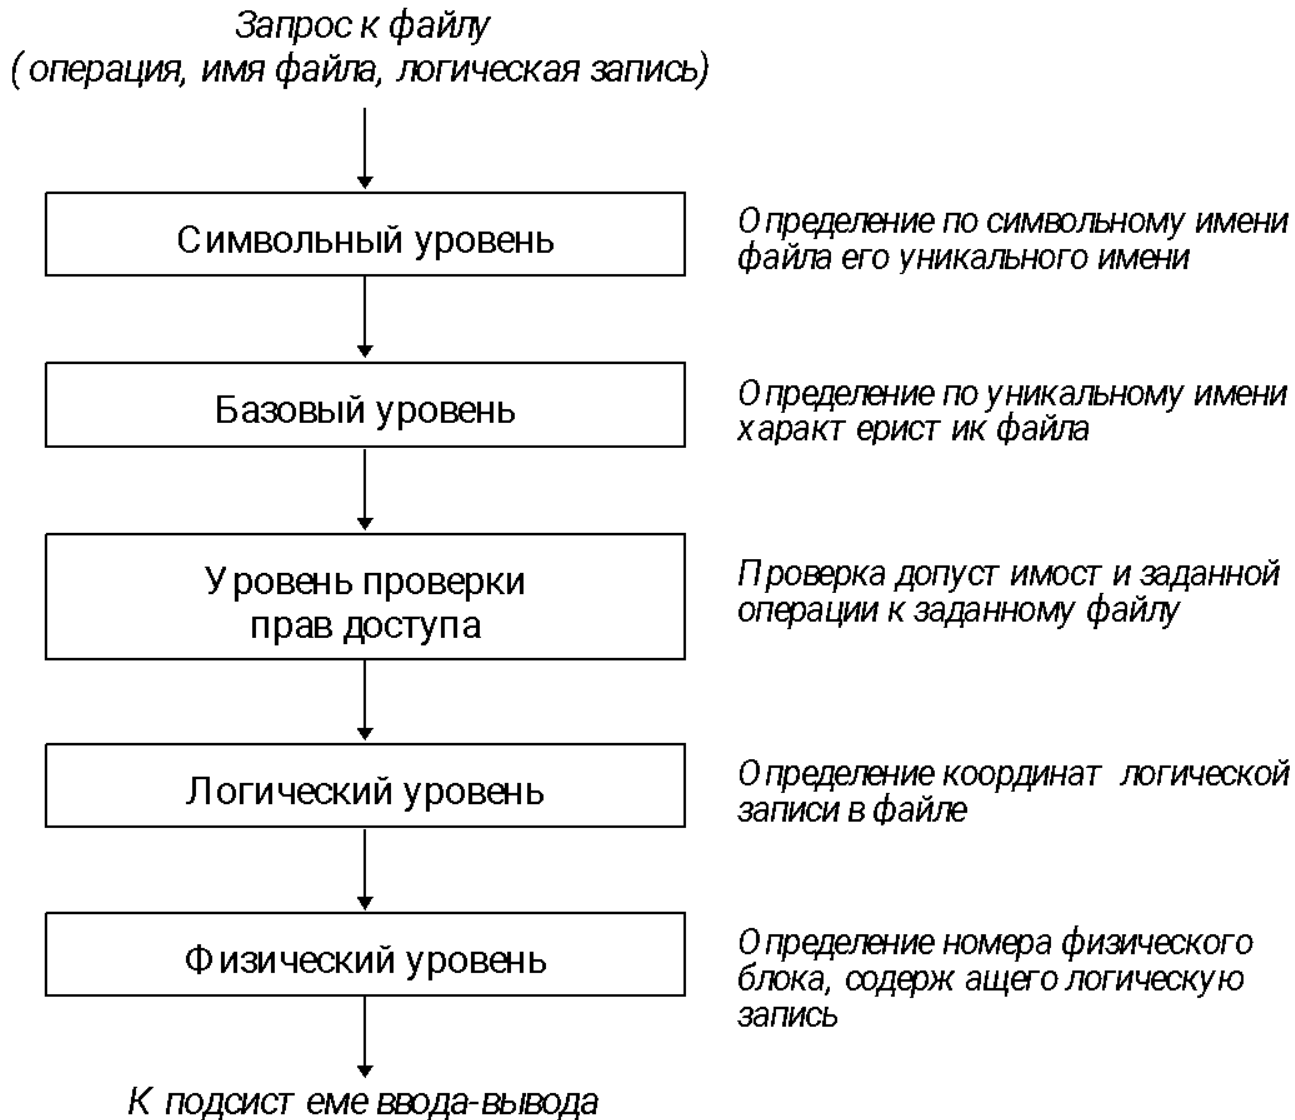 Запрос к файлу
(операция, имя файла, логическая запись)
Символьный уровень
Определение по символьному имени
файла его уникального имени
Базовый уровень
Определение по уникальному имени
характеристик файла
Уровень проверки
прав доступа
Проверка допустимости заданной
операции к заданному файлу
Логический уровень
Определение координат логической
записи в файле
Физический уровень
Определение номера физического
блока, содержащего логическую
запись
К подсистеме ввода-вывода